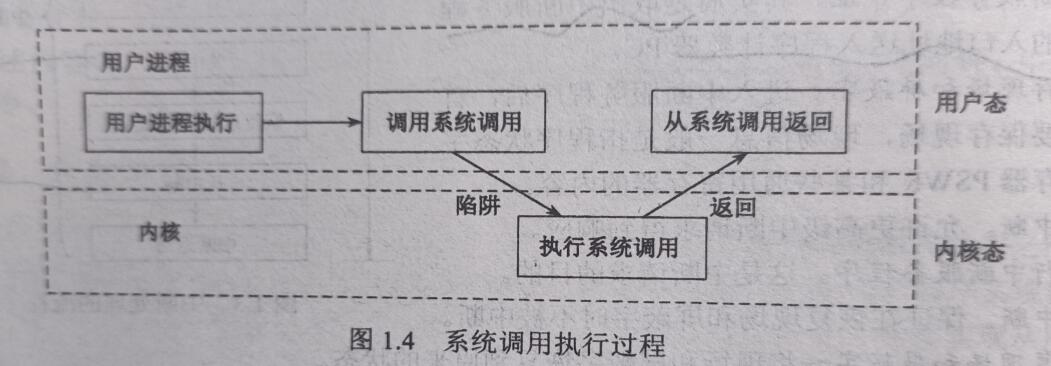 用户进程
用户进程执行
调用系统调用
从系统调用返回
用户态
陷阱
返回
内核
执行系统调用
内核态
图 1.4 系统调用执行过程